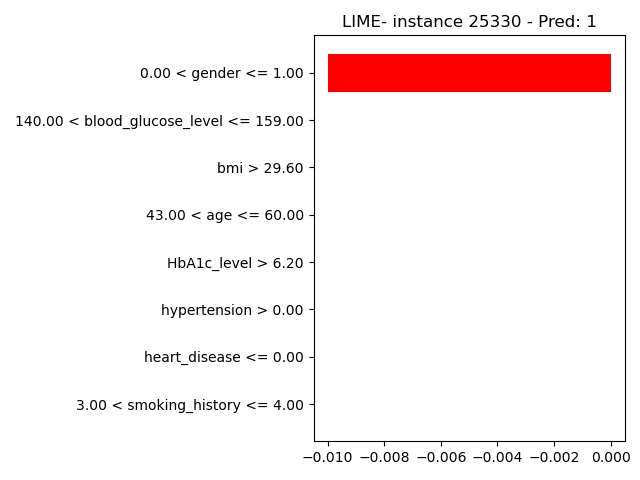 LIME- instance 25330 - Pred: 1
0.00 < gender <= 1.00
140.00 < blood_glucose_level <= 159.00
bmi > 29.60
43.00 < age <= 60.00
HbA1c_level > 6.20
hypertension > 0.00
heart_disease <= 0.00
3.00 < smoking_history <= 4.00
−0.010 −0.008 −0.006 −0.004 −0.002 0.000